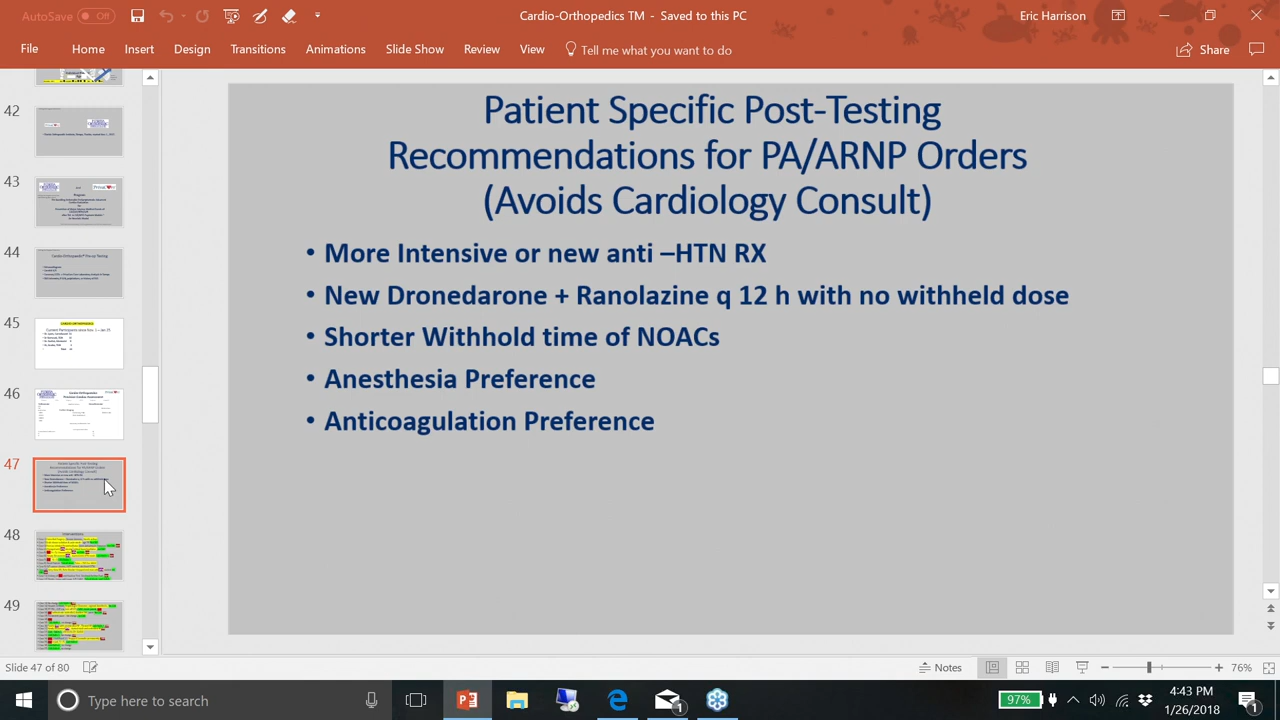 AutoSave Off
Cardio-Orthopedics TM - Saved to this PC
Eric Harrison
File Home Insert Design Transitions Animations Slide Show Review View Tell me what you want to do
Share
42
43
44
46
47
48
49
Patient Specific Post-Testing
Recommendations for PA/ARNP Orders
(Avoids Cardiology Consult)
• More Intensive or new anti –HTN RX
• New Dronedarone + Ranolazine q 12 h with no withheld dose
• Shorter Withhold time of NOACs
• Anesthesia Preference
• Anticoagulation Preference
Slide 47 of 80
Notes
76%
Type here to search
97%
4:43 PM
1/26/2018
1
1